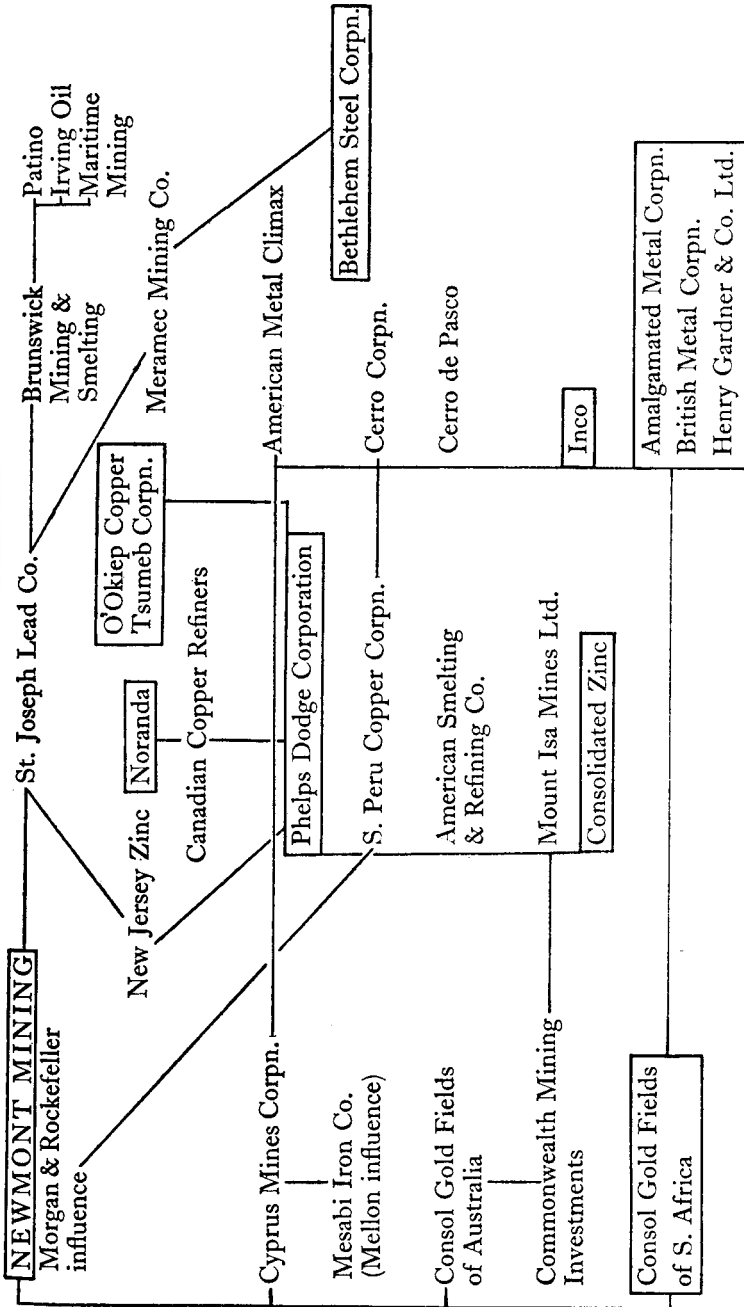 NEWMONT MINING
Morgan & Rockefeller
influence
St. Joseph Lead Co.
Brunswick
Mining &
Smelting
Patino
Irving Oil
Maritime
Mining
New Jersey Zinc
Noranda
O'Okiep Copper
Tsumeb Corpn.
Meramec Mining Co.
Canadian Copper Refiners
Cyprus Mines Corpn.
American Metal Climax
Phelps Dodge Corporation
Bethlehem Steel Corpn.
Mesabi Iron Co.
(Mellon influence)
S. Peru Copper Corpn.
Cerro Corpn.
Consol Gold Fields
of Australia
American Smelting
& Refining Co.
Cerro de Pasco
Commonwealth Mining
Investments
Mount Isa Mines Ltd.
Consolidated Zinc
Inco
Consol Gold Fields
of S. Africa
Amalgamated Metal Corpn.
British Metal Corpn.
Henry Gardner & Co. Ltd.